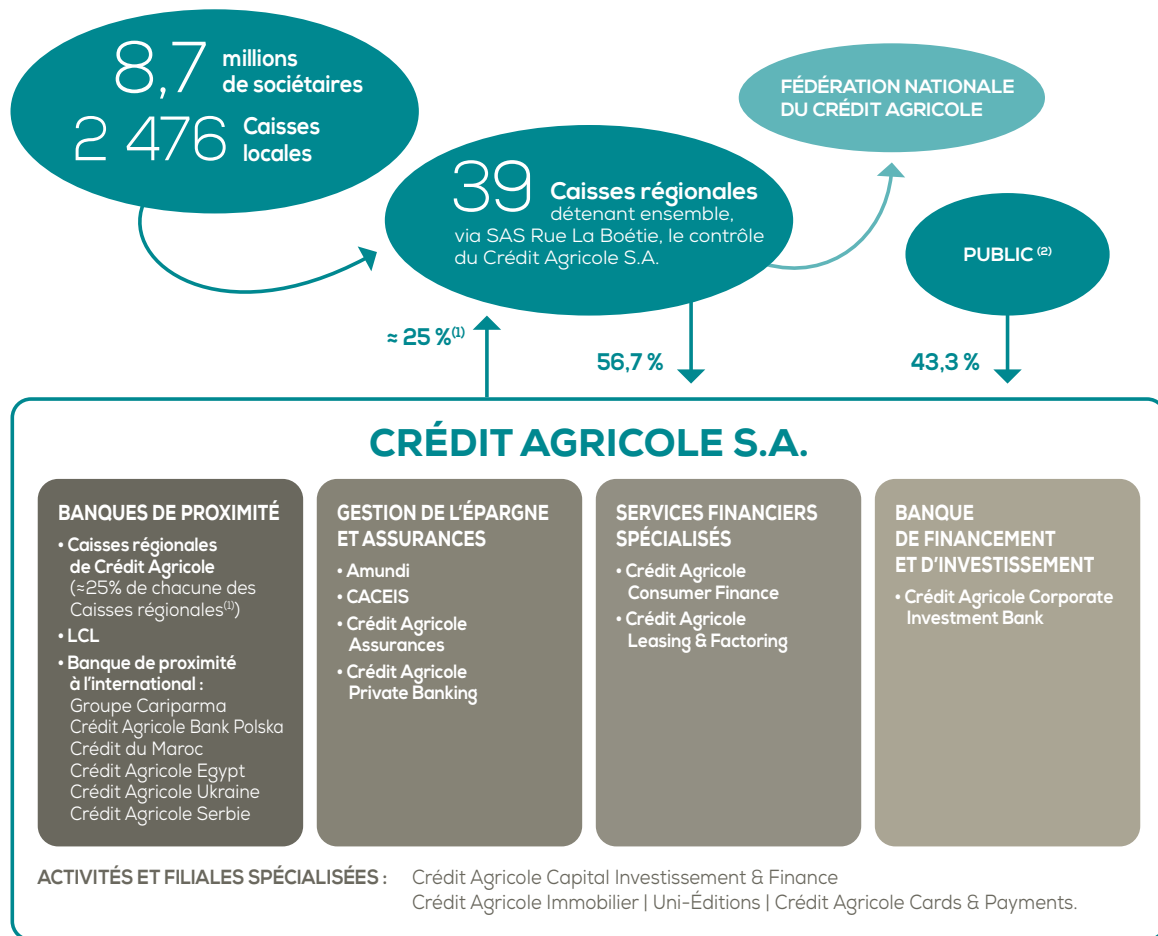 8,7 millions
de sociétaires
2 476 Caisses
locales
FÉDÉRATION NATIONALE
DU CRÉDIT AGRICOLE
39 Caisses régionales
détenant ensemble,
via SAS Rue La Boétie, le contrôle
du Crédit Agricole S.A.
PUBLIC (2)
≈ 25 %(1)
56,7 %
43,3 %
CRÉDIT AGRICOLE S.A.
BANQUES DE PROXIMITÉ
• Caisses régionales
de Crédit Agricole
(≈25% de chacune des
Caisses régionales(1))
• LCL
• Banque de proximité
à l'international :
Groupe Cariparma
Crédit Agricole Bank Polska
Crédit du Maroc
Crédit Agricole Egypt
Crédit Agricole Ukraine
Crédit Agricole Serbie
GESTION DE L'ÉPARGNE
ET ASSURANCES
• Amundi
• CACEIS
• Crédit Agricole
Assurances
• Crédit Agricole
Private Banking
SERVICES FINANCIERS
SPÉCIALISÉS
• Crédit Agricole
Consumer Finance
• Crédit Agricole
Leasing & Factoring
BANQUE
DE FINANCEMENT
ET D'INVESTISSEMENT
• Crédit Agricole Corporate
Investment Bank
ACTIVITÉS ET FILIALES SPÉCIALISÉES : Crédit Agricole Capital Investissement & Finance
Crédit Agricole Immobilier | Uni-Éditions | Crédit Agricole Cards & Payments.